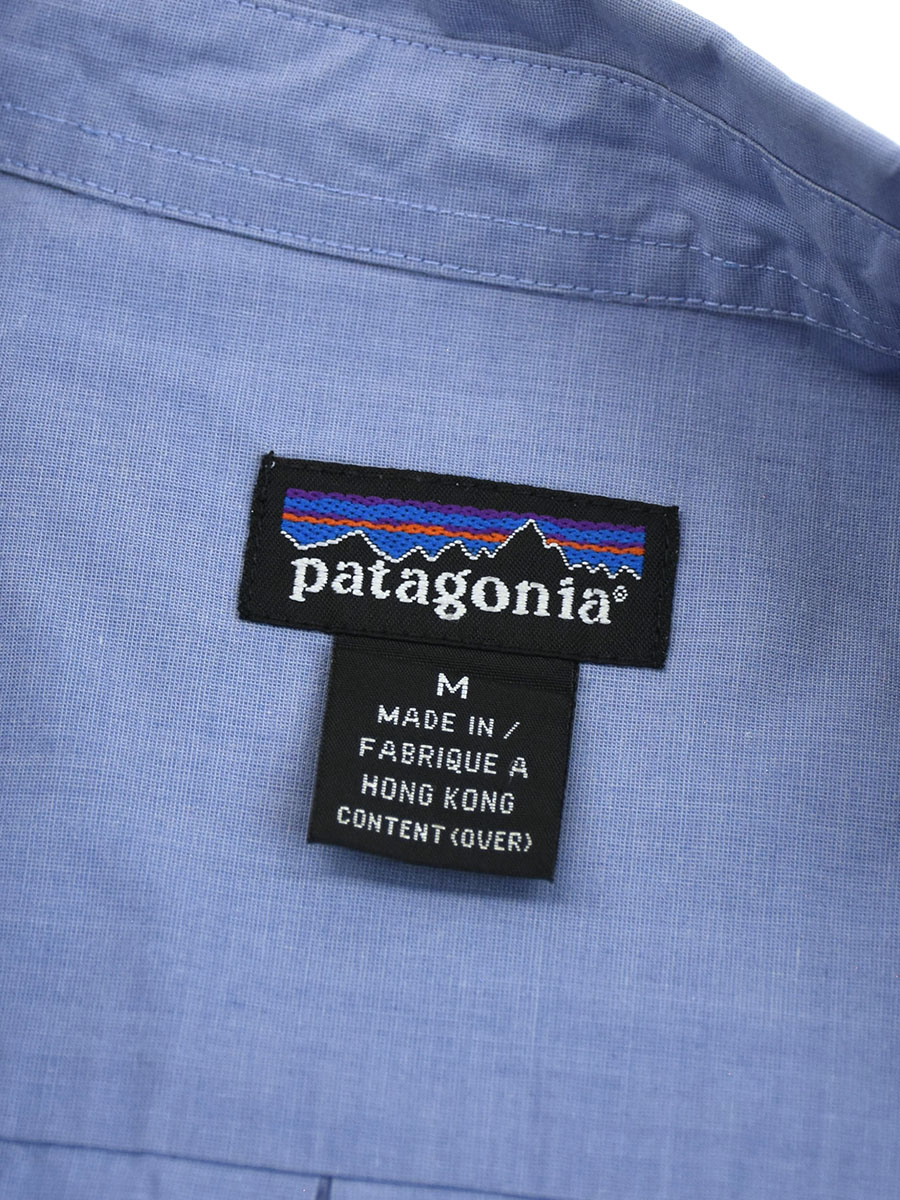 patagonia®
M
MADE IN /
FABRIQUE A
HONG KONG
CONTENT (OVER)